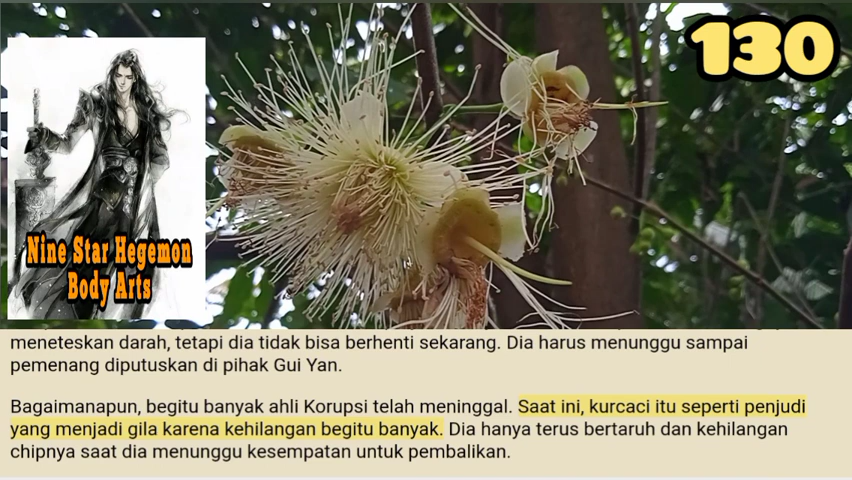 130
Nine Star Hegemon
Body Arts
meneteskan darah, tetapi dia tidak bisa berhenti sekarang. Dia harus menunggu sampai
pemenang diputuskan di pihak Gui Yan.
Bagaimanapun, begitu banyak ahli Korupsi telah meninggal. Saat ini, kurcaci itu seperti penjudi
yang menjadi gila karena kehilangan begitu banyak. Dia hanya terus bertaruh dan kehilangan
chipnya saat dia menunggu kesempatan untuk pembalikan.